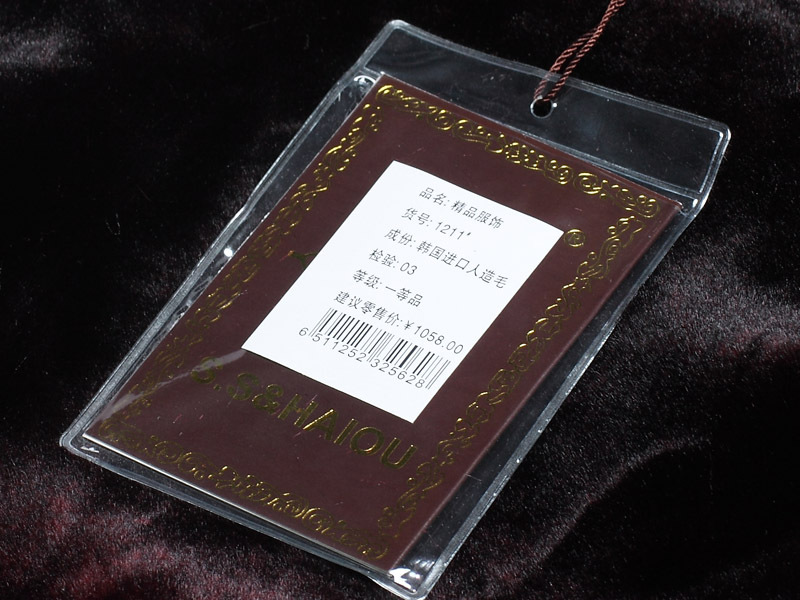 ®
品名:精品服饰
货号:1211#
成份:韩国进口人造毛
检验:03
等级:一等品
建议零售价:¥1058.00
6 511252 325628
&HAIOU